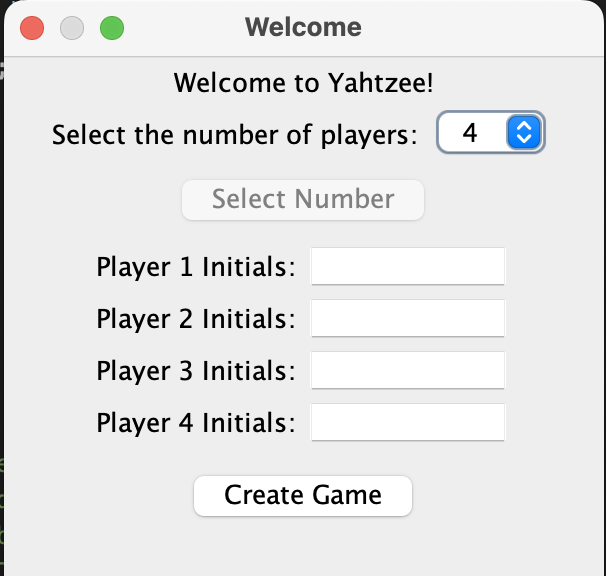 Welcome
Welcome to Yahtzee!
Select the number of players: 4
Select Number
Player 1 Initials:
Player 2 Initials:
Player 3 Initials:
Player 4 Initials:
Create Game